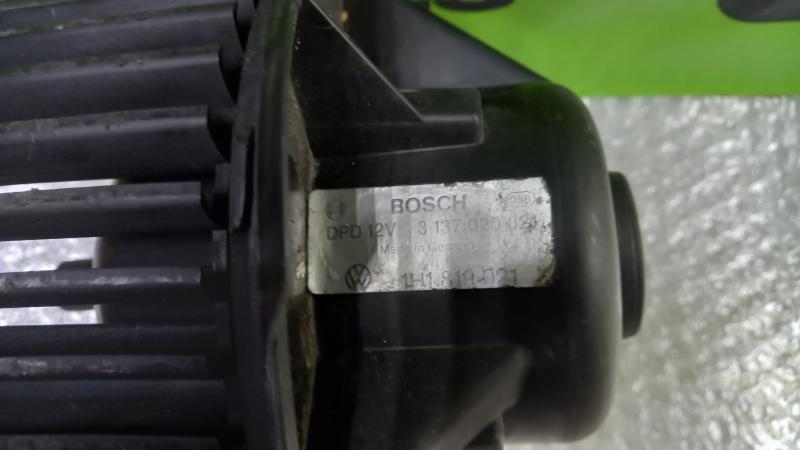 BOSCH
DPD 12V 3 137 020 021
Made in Germany
1H1 819 021